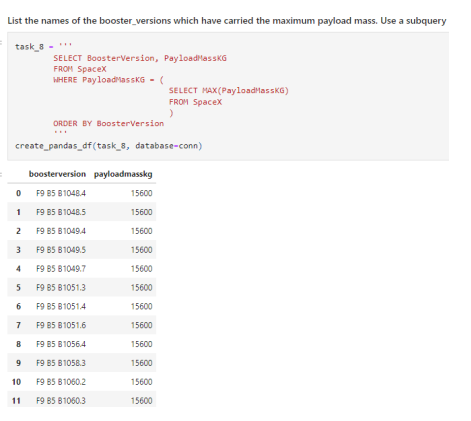 List the names of the booster_versions which have carried the maximum payload mass. Use a subquery
task_8 = '''
SELECT BoosterVersion, PayloadMassKG
FROM SpaceX
WHERE PayloadMassKG = (
SELECT MAX(PayloadMassKG)
FROM SpaceX
)
ORDER BY BoosterVersion
'''
create_pandas_df(task_8, database=conn)
boosterversion payloadmasskg
0 F9 B5 B1048.4 15600
1 F9 B5 B1048.5 15600
2 F9 B5 B1049.4 15600
3 F9 B5 B1049.5 15600
4 F9 B5 B1049.7 15600
5 F9 B5 B1051.3 15600
6 F9 B5 B1051.4 15600
7 F9 B5 B1051.6 15600
8 F9 B5 B1056.4 15600
9 F9 B5 B1058.3 15600
10 F9 B5 B1060.2 15600
11 F9 B5 B1060.3 15600